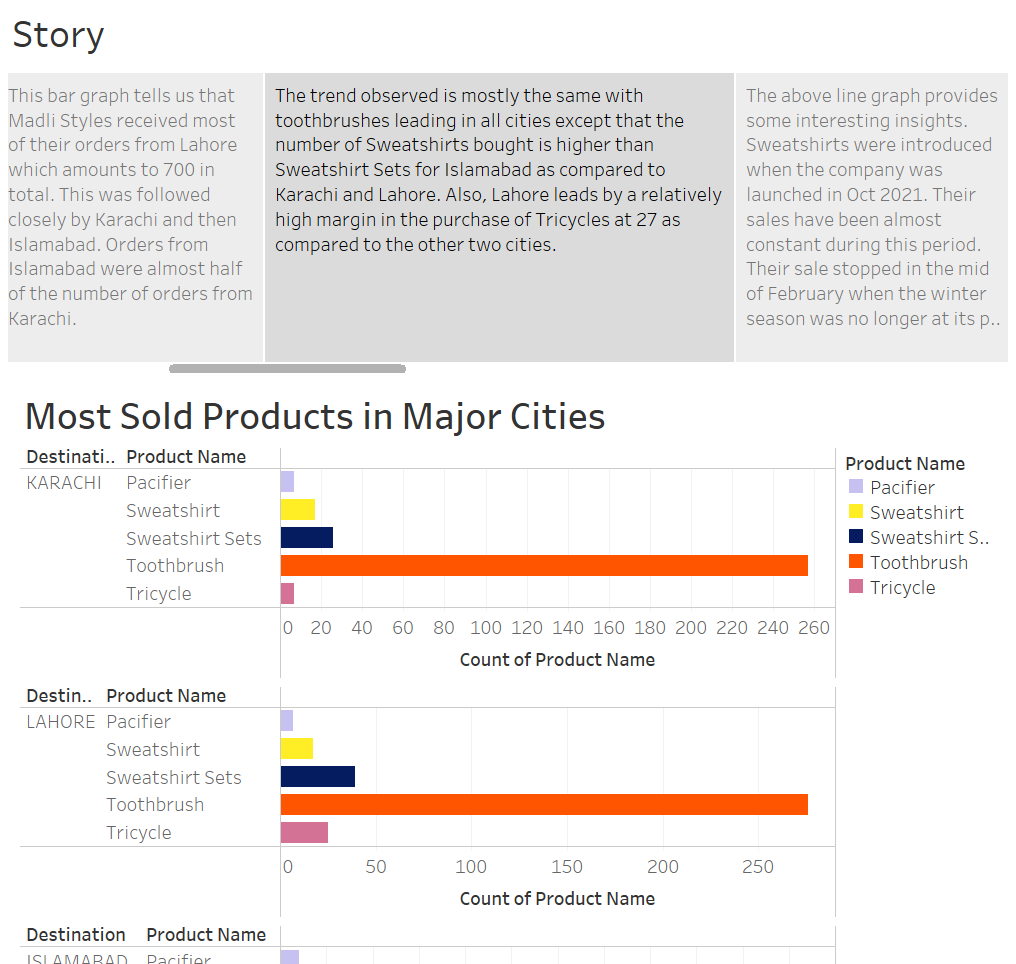 Story
This bar graph tells us that
Madli Styles received most
of their orders from Lahore
which amounts to 700 in
total. This was followed
closely by Karachi and then
Islamabad. Orders from
Islamabad were almost half
of the number of orders from
Karachi.
The trend observed is mostly the same with
toothbrushes leading in all cities except that the
number of Sweatshirts bought is higher than
Sweatshirt Sets for Islamabad as compared to
Karachi and Lahore. Also, Lahore leads by a relatively
high margin in the purchase of Tricycles at 27 as
compared to the other two cities.
The above line graph provides
some interesting insights.
Sweatshirts were introduced
when the company was
launched in Oct 2021. Their
sales have been almost
constant during this period.
Their sale stopped in the mid
of February when the winter
season was no longer at its p..
Most Sold Products in Major Cities
Destinati.. Product Name
KARACHI Pacifier
Sweatshirt
Sweatshirt Sets
Toothbrush
Tricycle
0 20 40 60 80 100 120 140 160 180 200 220 240 260
Count of Product Name
Product Name
Pacifier
Sweatshirt
Sweatshirt S..
Toothbrush
Tricycle
Destin.. Product Name
LAHORE Pacifier
Sweatshirt
Sweatshirt Sets
Toothbrush
Tricycle
0 50 100 150 200 250
Count of Product Name
Destination Product Name
ISLAMABAD Pacifier